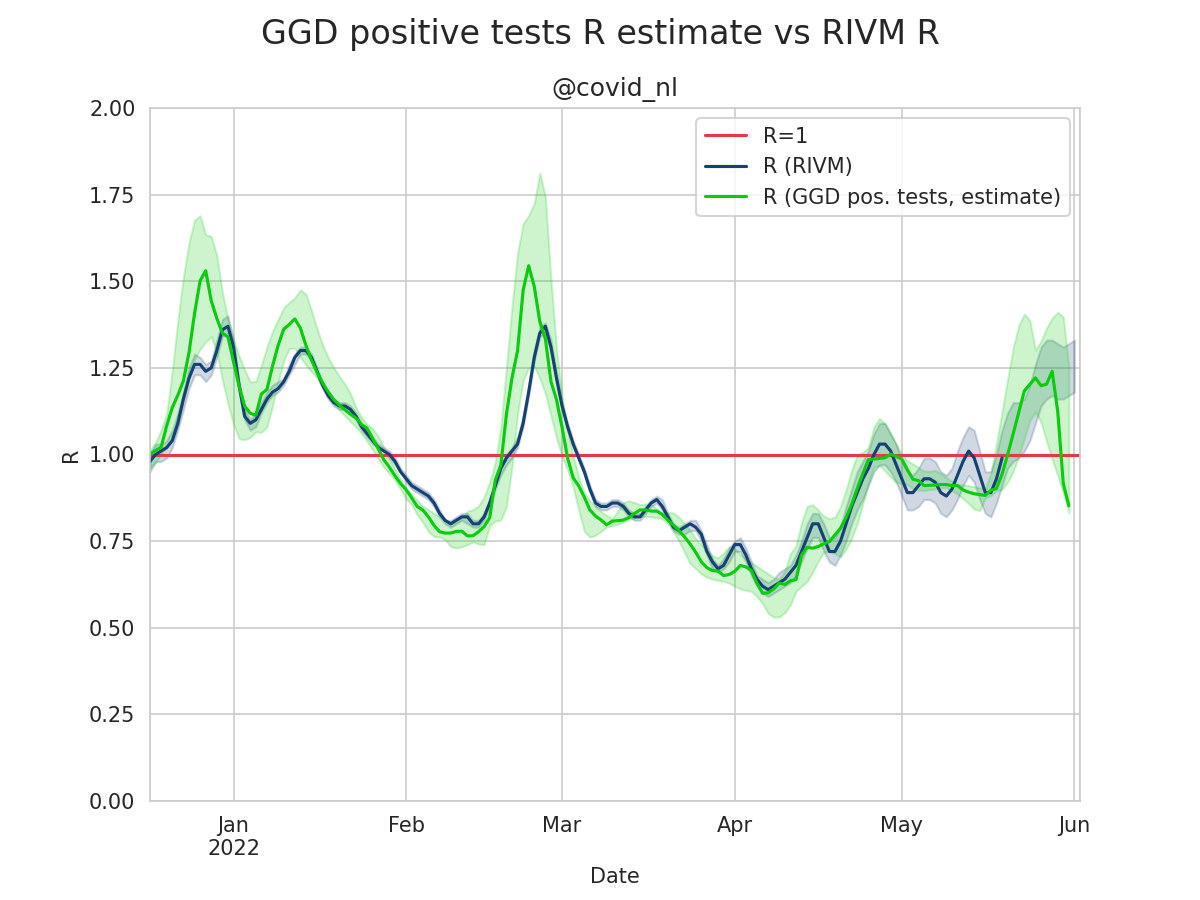 GGD positive tests R estimate vs RIVM R
@covid_nl
R=1
R (RIVM)
R (GGD pos. tests, estimate)
2.00
1.75
1.50
1.25
1.00
0.75
0.50
0.25
0.00
R
Jan Feb Mar Apr May Jun
2022
Date